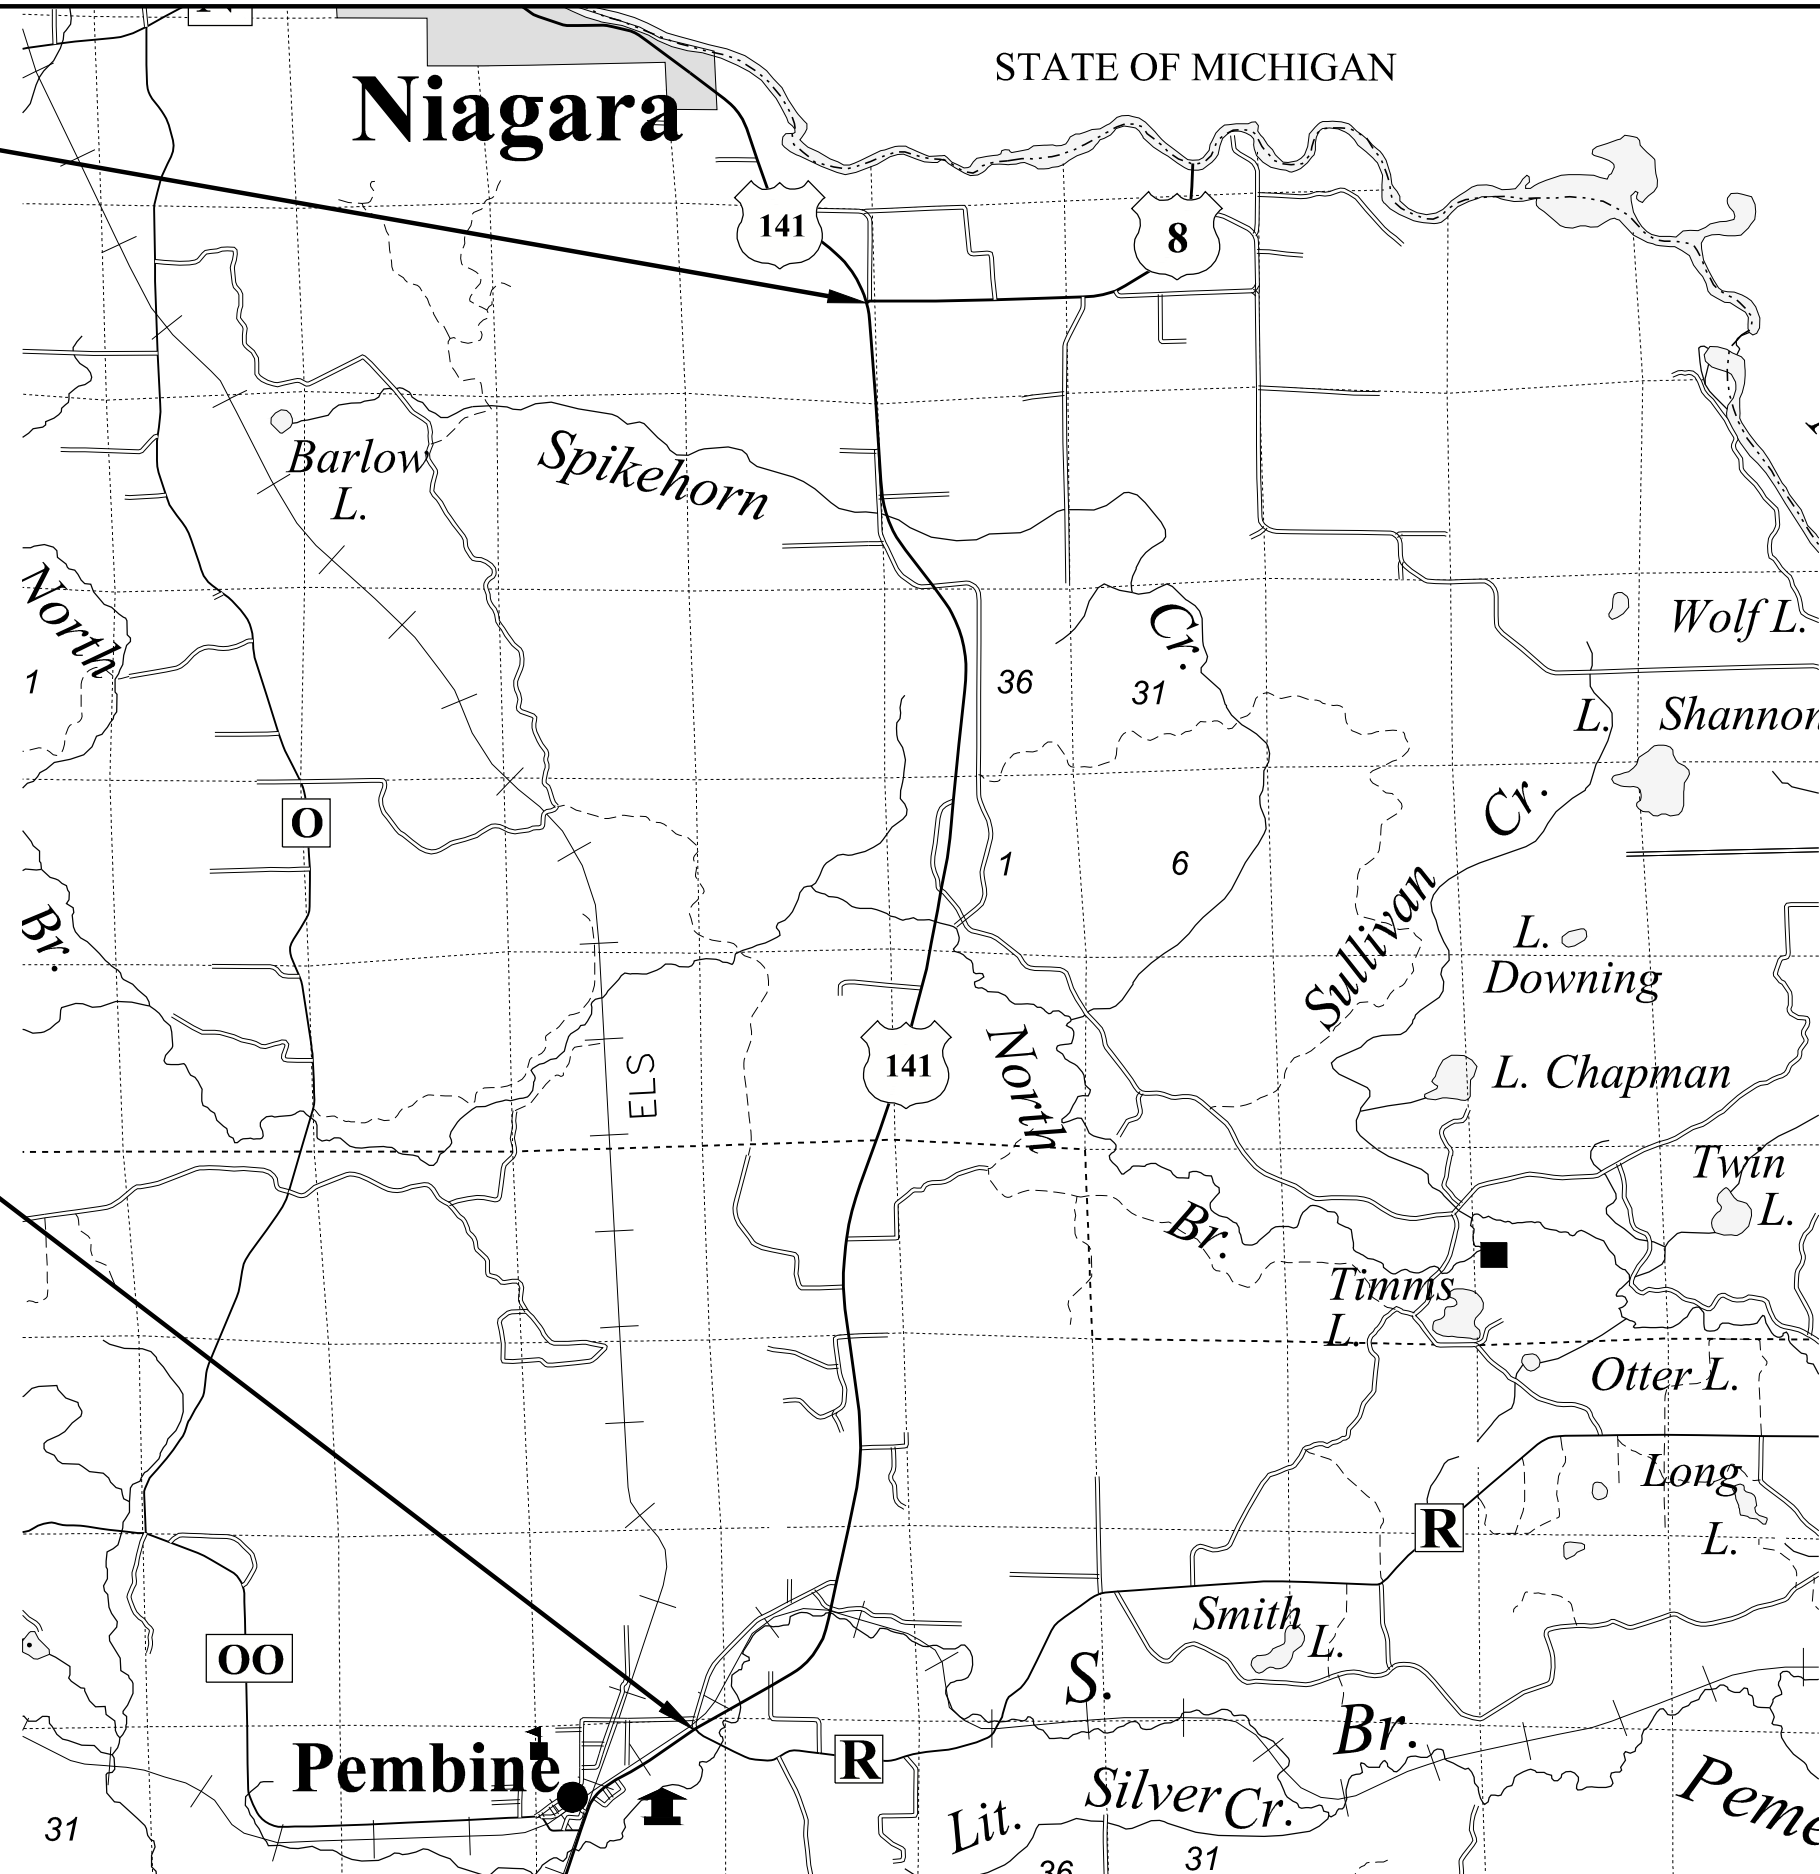 STATE OF MICHIGAN
Niagara
141
8
Barlow
L.
Spikehorn
Cr.
North
Br.
1
36
31
Wolf L.
L. Shannon
O
1
6
Sullivan
Cr.
L.
Downing
ELS
141
North
Br.
L. Chapman
Twin
L.
Timms
L.
Otter L.
Long
L.
R
Smith
L.
OO
S.
Br.
Pembine
R
Lit.
Silver Cr.
31
31